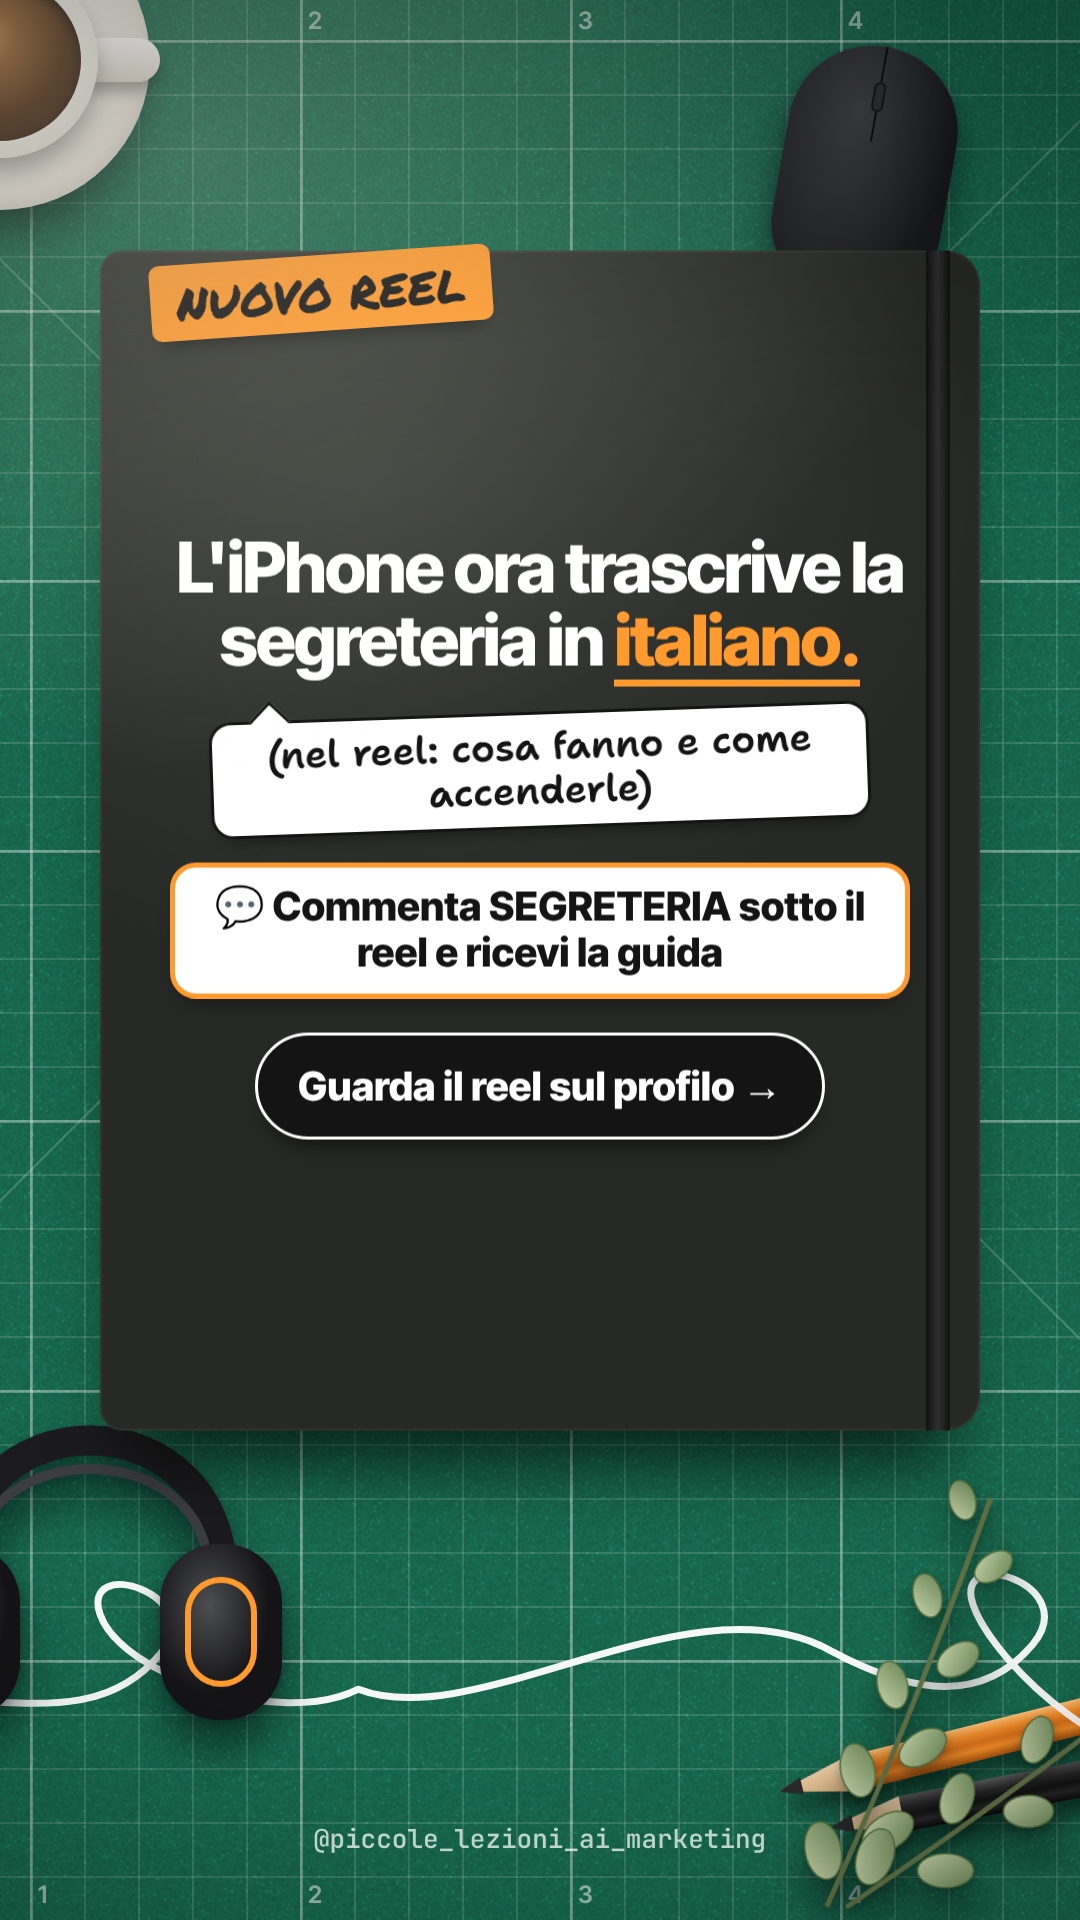 2 3 4
NUOVO REEL
L'iPhone ora trascrive la
segreteria in italiano.
(nel reel: cosa fanno e come
accenderle)
💬 Commenta SEGRETERIA sotto il
reel e ricevi la guida
Guarda il reel sul profilo →
@piccole_lezioni_ai_marketing
1 2 3 4